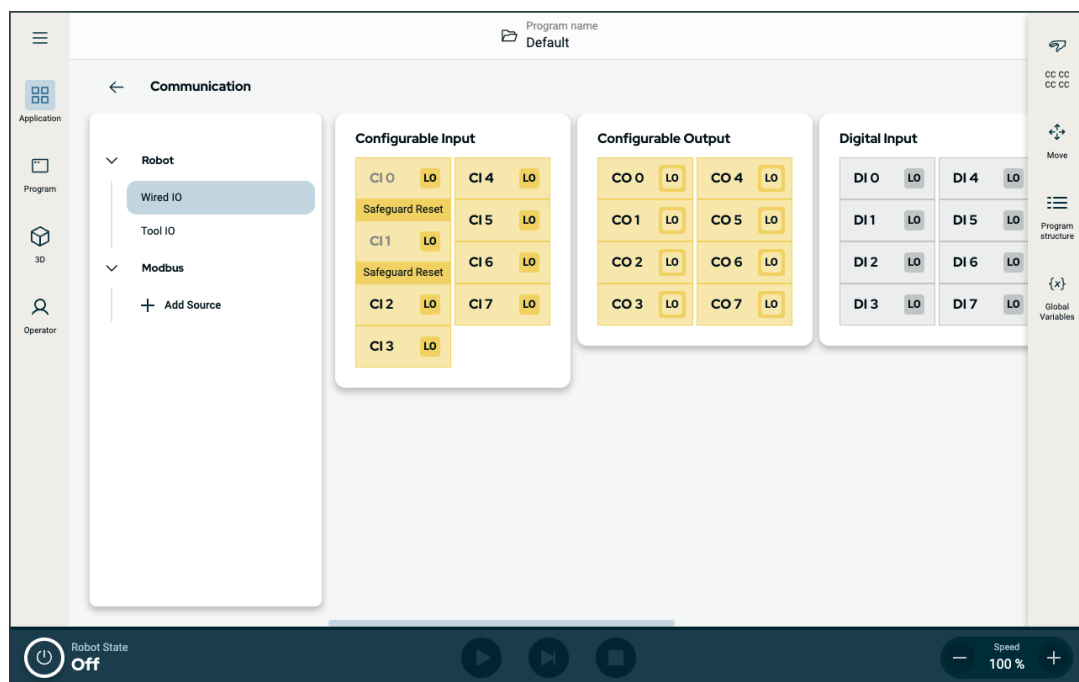 Program name
Default
Application
Program
3D
Operator
Communication
Robot
Wired IO
Tool IO
Modbus
Add Source
Configurable Input
CI 0 LO CI 4 LO
Safeguard Reset
CI 5 LO
CI 1 LO
CI 6 LO
Safeguard Reset
CI 2 LO CI 7 LO
CI 3 LO
Configurable Output
CO 0 LO CO 4 LO
CO 1 LO CO 5 LO
CO 2 LO CO 6 LO
CO 3 LO CO 7 LO
Digital Input
DI 0 LO DI 4 LO
DI 1 LO DI 5 LO
DI 2 LO DI 6 LO
DI 3 LO DI 7 LO
CC CC
CC CC
Move
Program
structure
{x}
Global
Variables
Robot State
Off
Speed
100 %